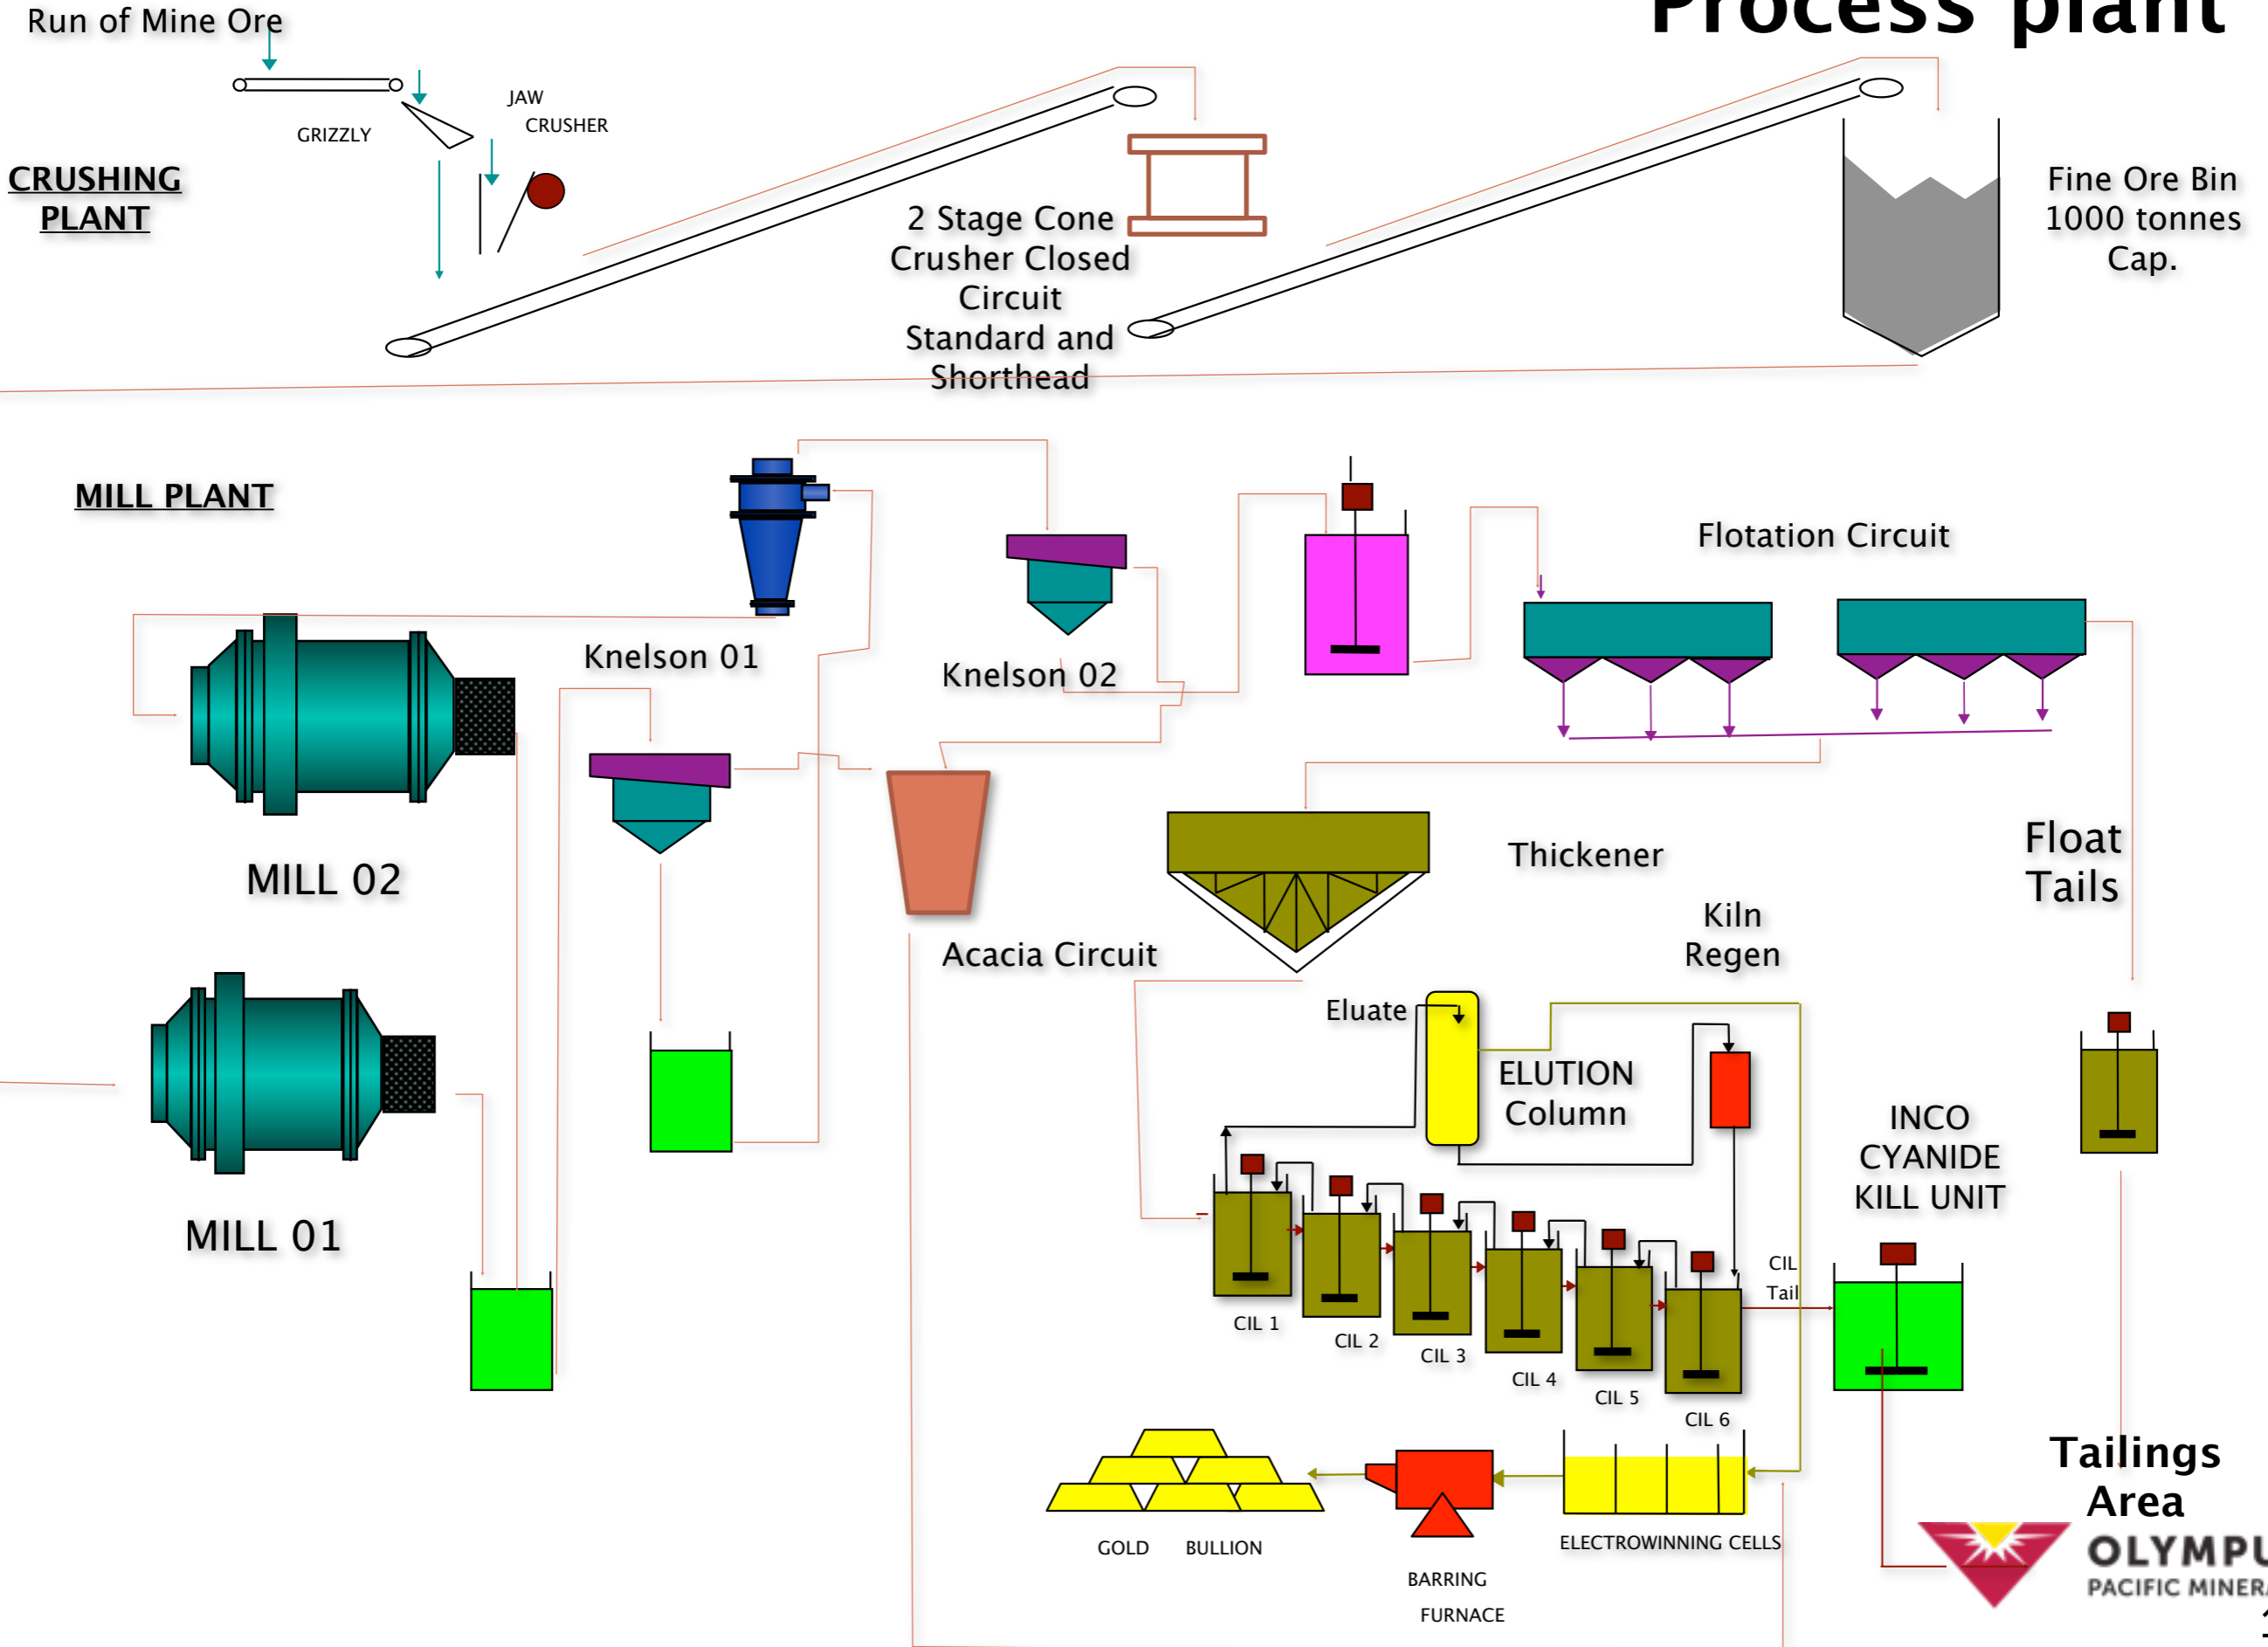 Process plant
Run of Mine Ore
JAW
CRUSHER
GRIZZLY
CRUSHING
PLANT
2 Stage Cone
Crusher Closed
Circuit
Standard and
Shorthead
Fine Ore Bin
1000 tonnes
Cap.
MILL PLANT
Flotation Circuit
Knelson 01
Knelson 02
MILL 02
Thickener
Float
Tails
Acacia Circuit
Kiln
Regen
Eluate
ELUTION
Column
INCO
CYANIDE
KILL UNIT
MILL 01
CIL
Tail
CIL 1
CIL 2
CIL 3
CIL 4
CIL 5
CIL 6
Tailings
Area
GOLD BULLION
BARRING
FURNACE
ELECTROWINNING CELLS
OLYMPU
PACIFIC MINERA